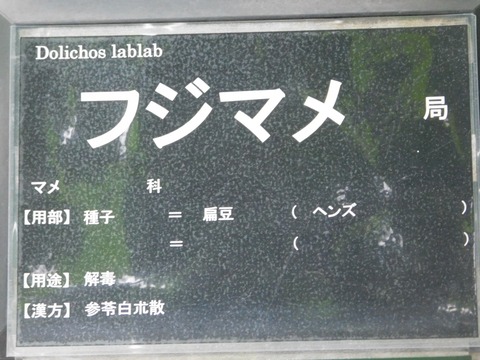 Dolichos lablab
フジマメ 局
マメ 科
【用部】 種子 = 扁豆 ( ヘンズ )
= ( )
【用途】 解毒
【漢方】 参苓白朮散